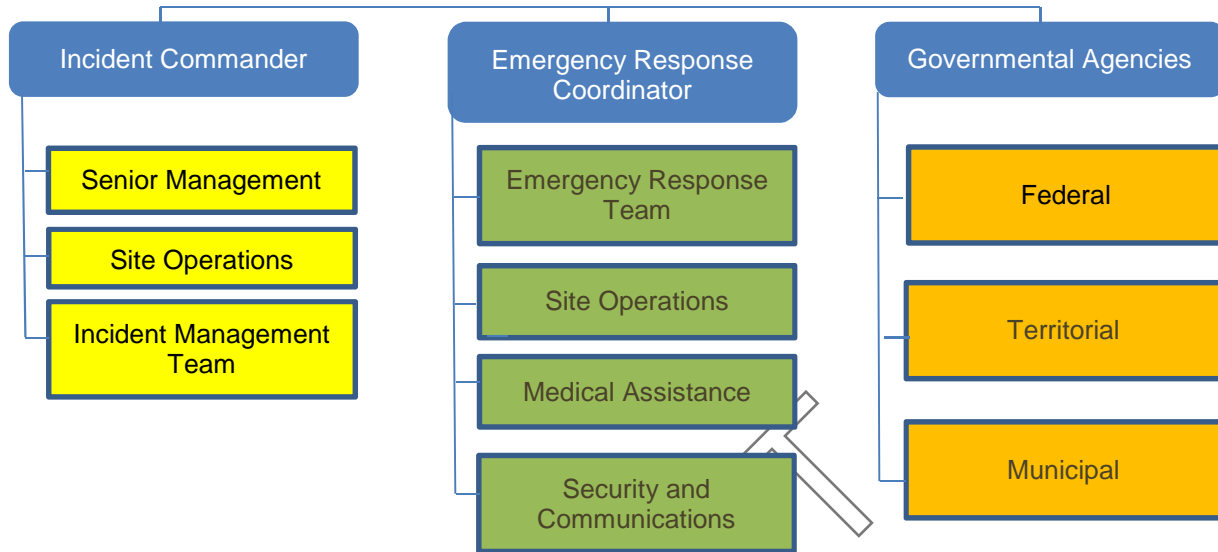 Incident Commander
Senior Management
Site Operations
Incident Management
Team
Emergency Response
Coordinator
Emergency Response
Team
Site Operations
Medical Assistance
Security and
Communications
Governmental Agencies
Federal
Territorial
Municipal